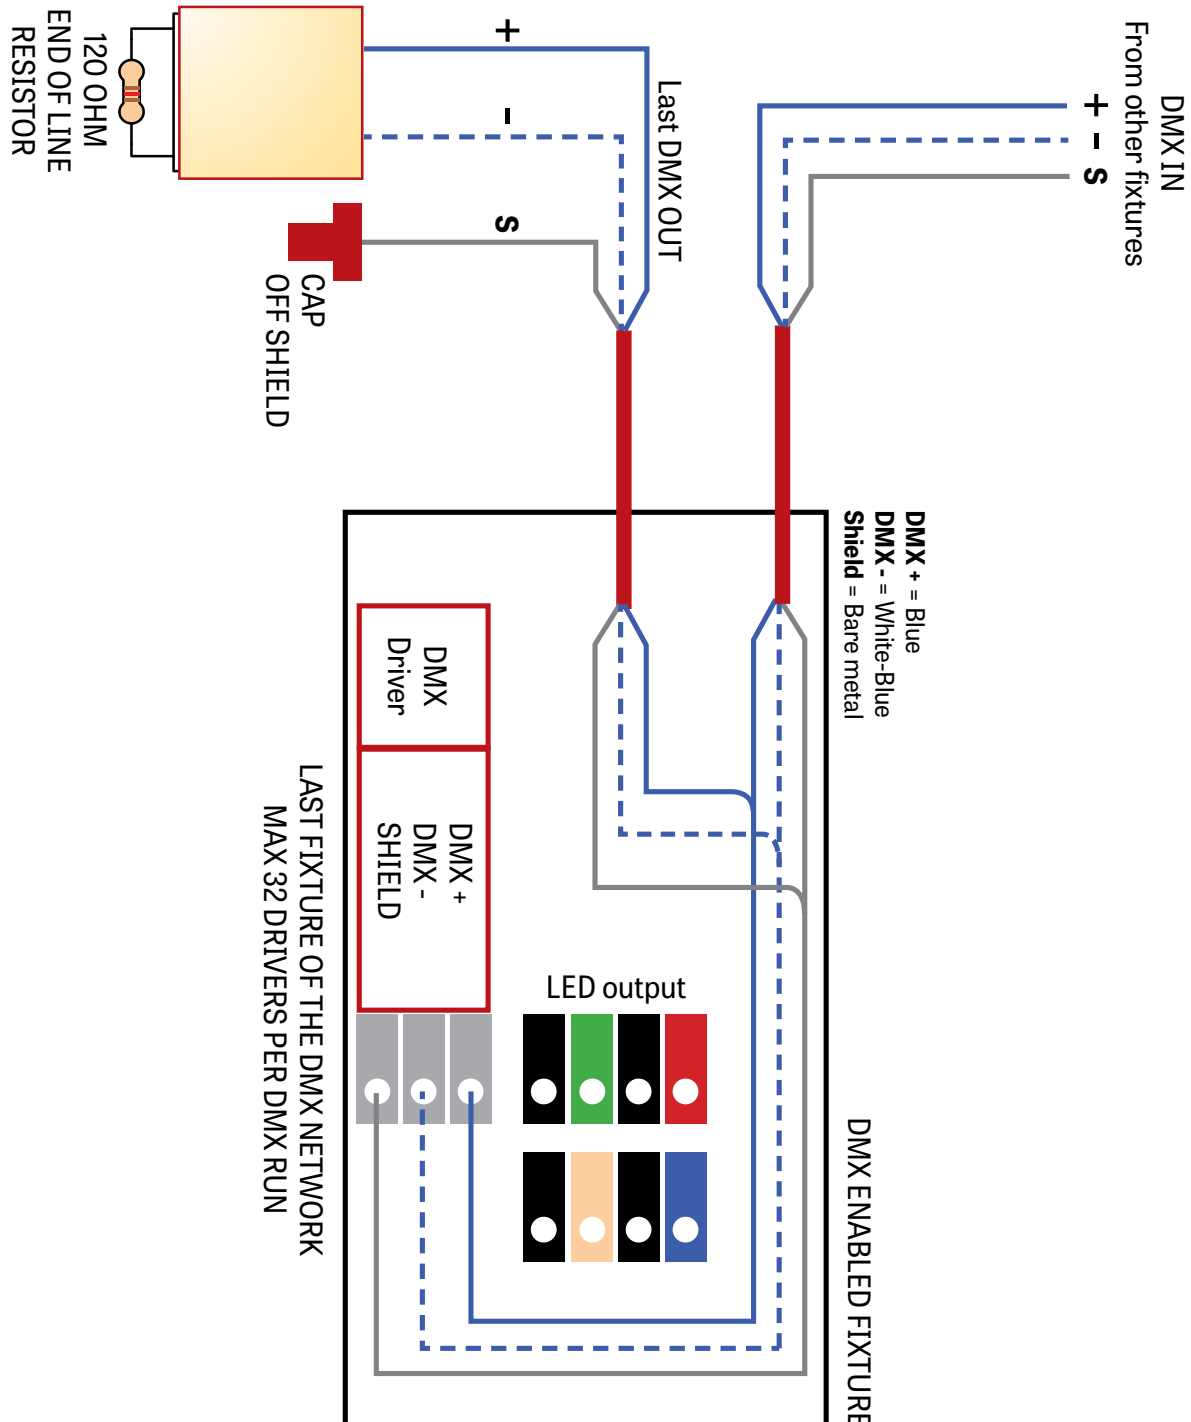 DMX IN
From other fixtures
+
-
S
Last DMX OUT
+
-
S
120 OHM
END OF LINE
RESISTOR
CAP
OFF SHIELD
DMX + = Blue
DMX - = White-Blue
Shield = Bare metal
DMX
Driver
DMX +
DMX -
SHIELD
LED output
DMX ENABLED FIXTURE
LAST FIXTURE OF THE DMX NETWORK
MAX 32 DRIVERS PER DMX RUN